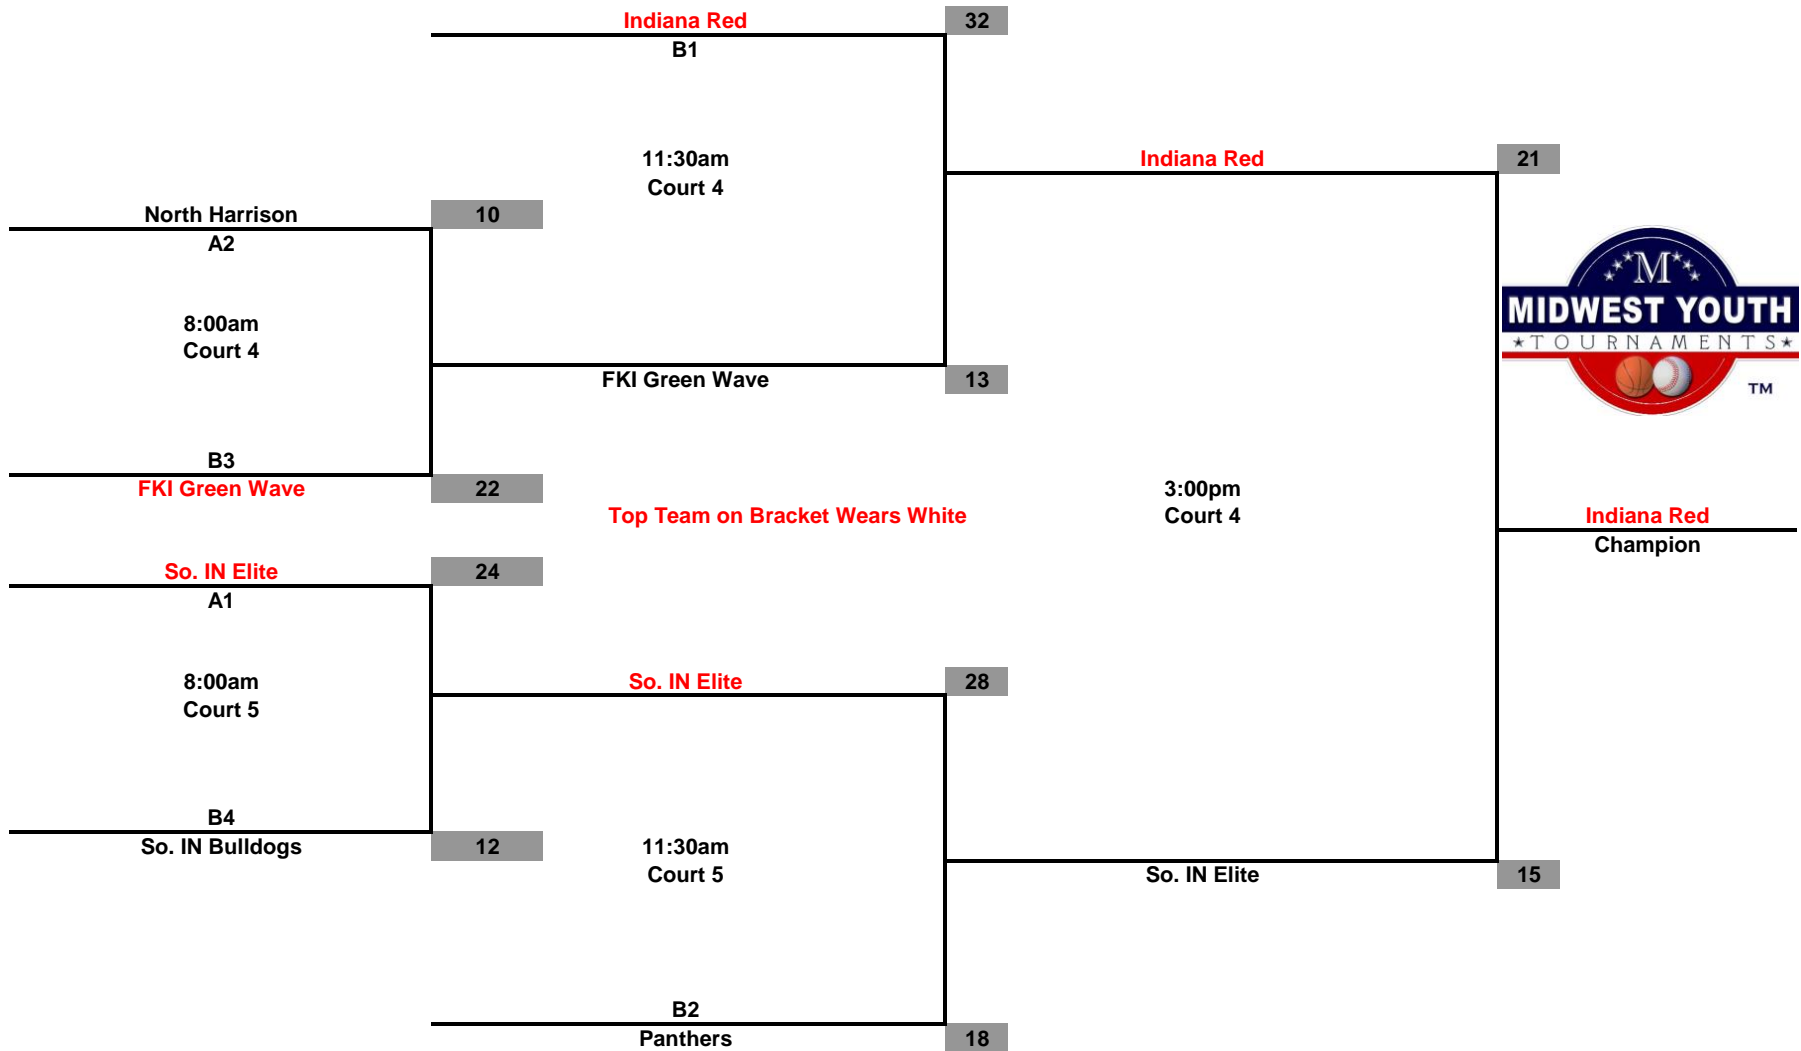 Indiana Red 32
B1
11:30am
Court 4
Indiana Red 21
North Harrison 10
A2
8:00am
Court 4
FKI Green Wave 13
B3
FKI Green Wave 22
Top Team on Bracket Wears White
3:00pm
Court 4
M
MIDWEST YOUTH
★TOURNAMENTS★
TM
Indiana Red
Champion
So. IN Elite 24
A1
8:00am
Court 5
So. IN Elite 28
B4
So. IN Bulldogs 12
11:30am
Court 5
So. IN Elite 15
B2
Panthers 18